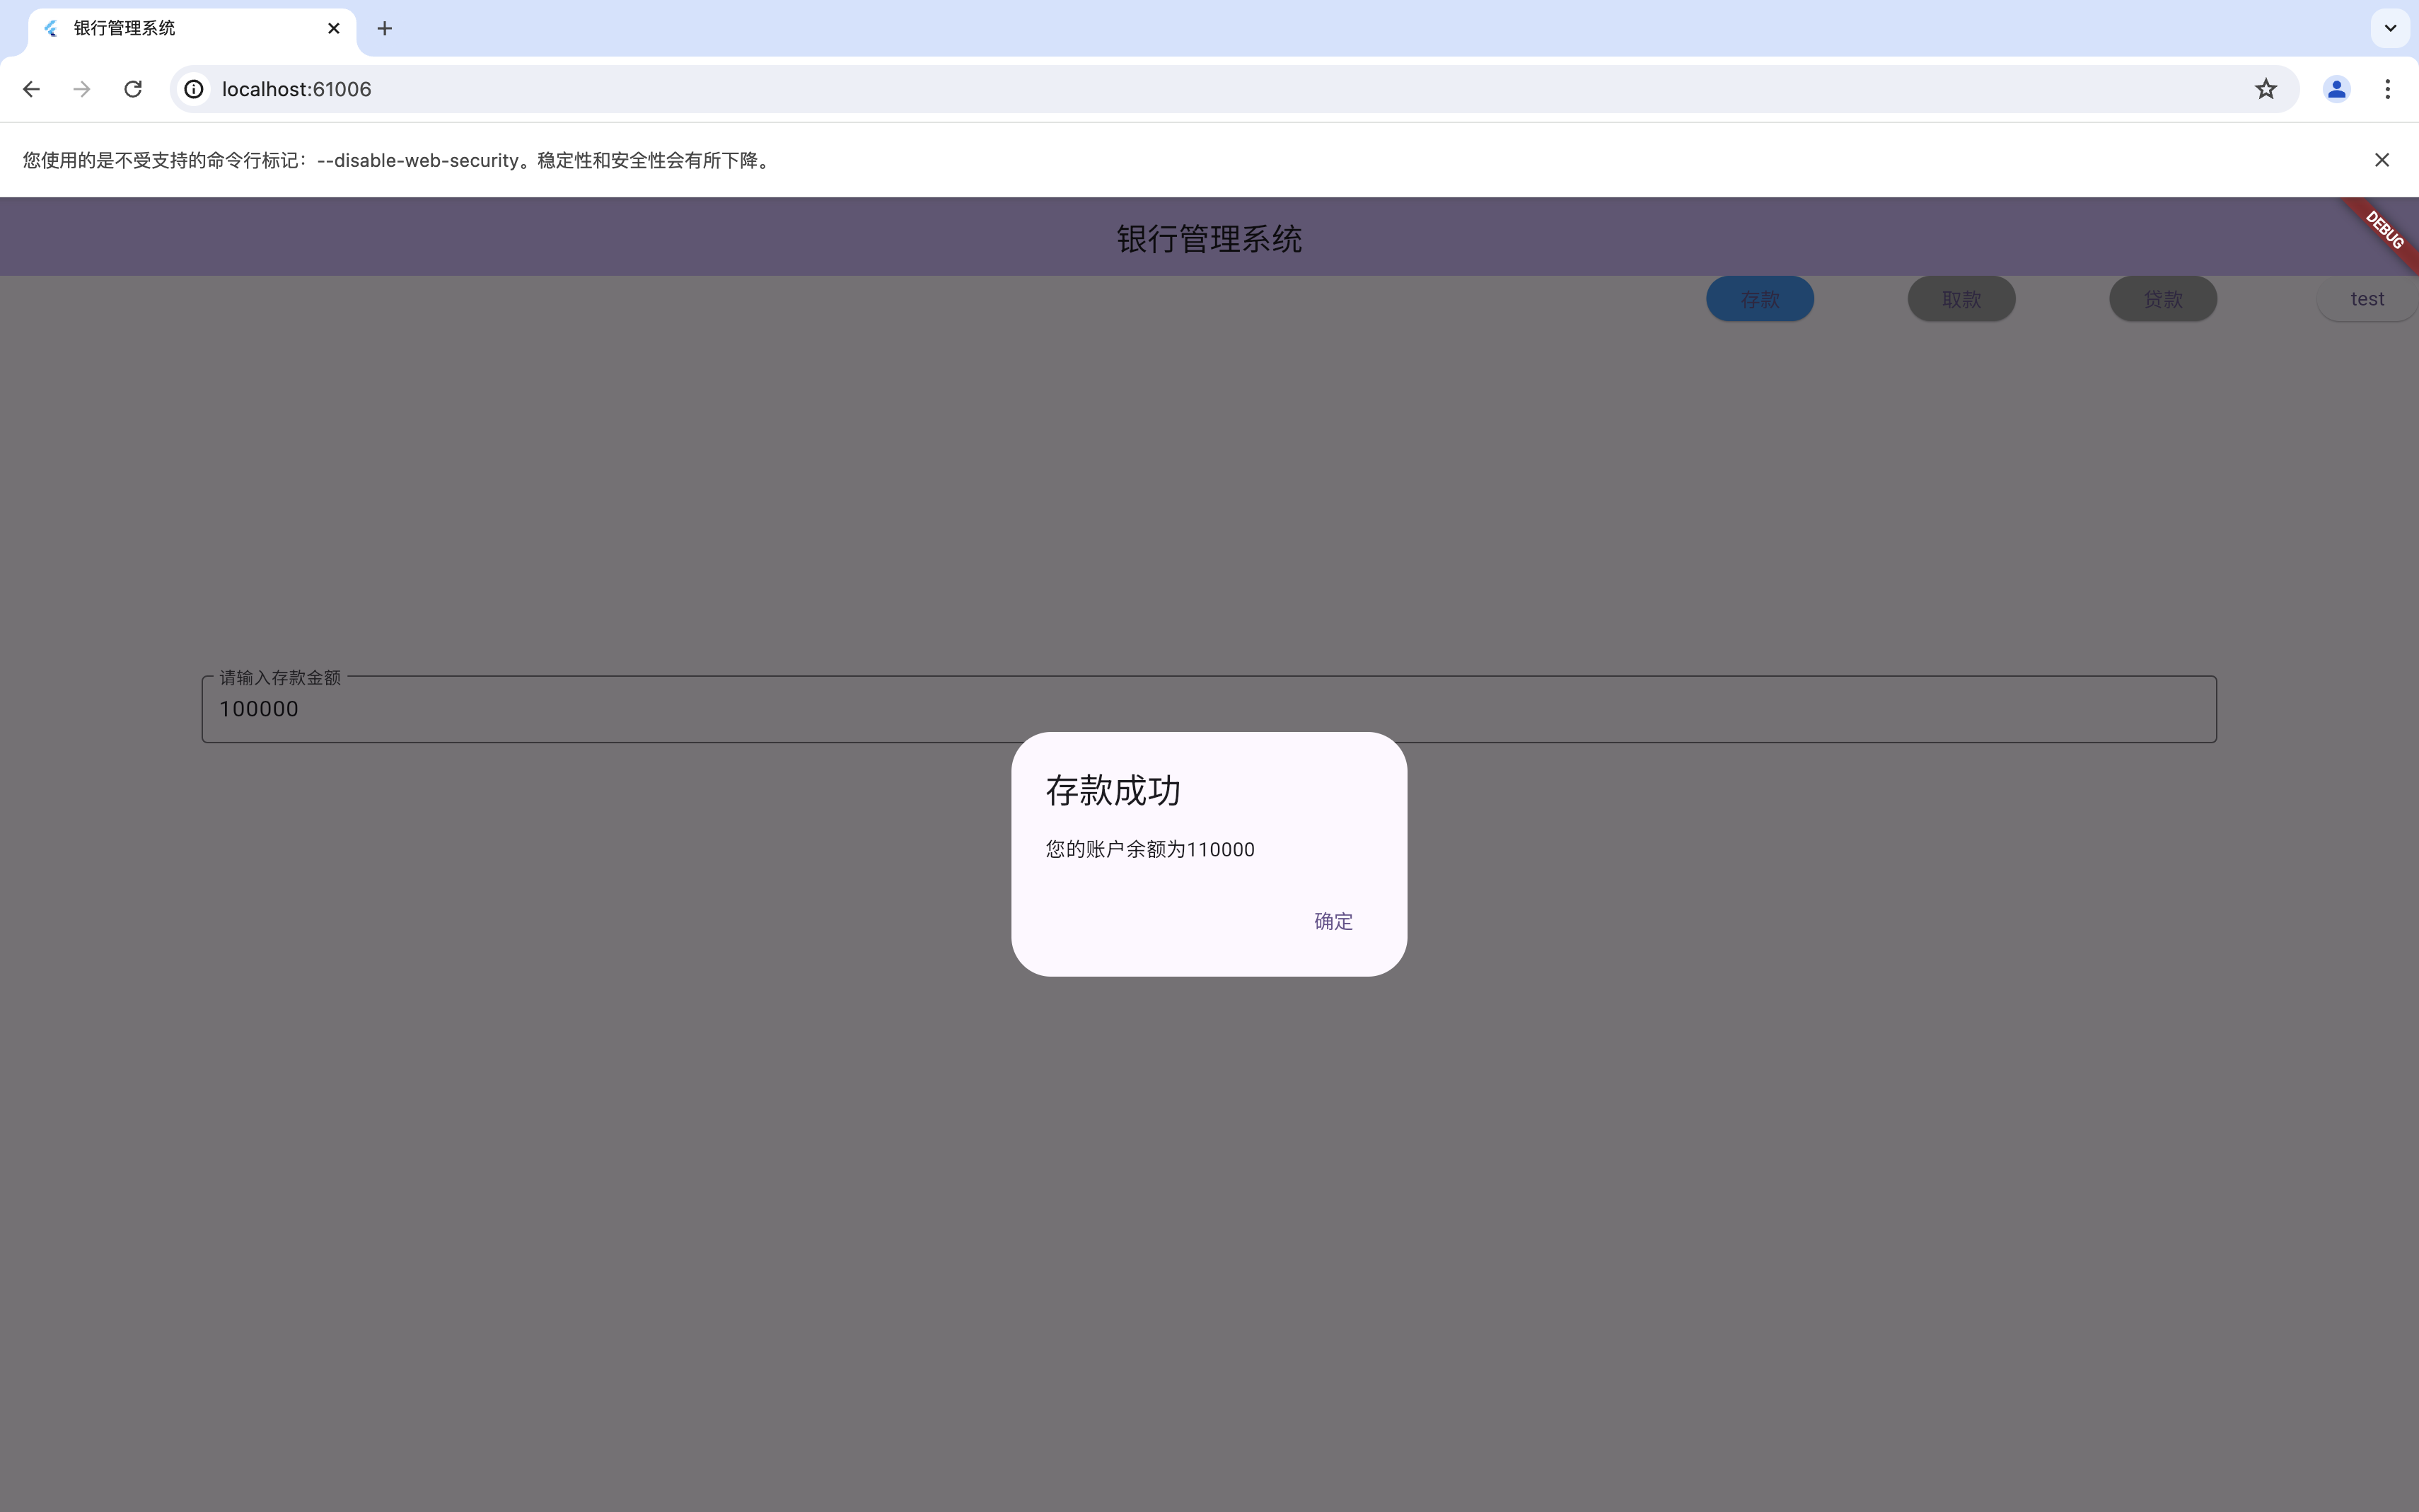 银行管理系统
localhost:61006
您使用的是不受支持的命令行标记：--disable-web-security。稳定性和安全性会有所下降。
银行管理系统
DEBUG
存款
取款
贷款
test
请输入存款金额
100000
存款成功
您的账户余额为110000
确定